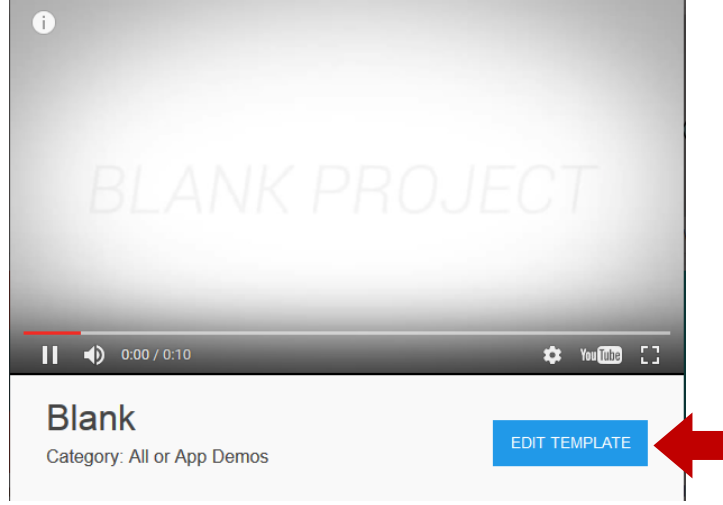 BLANK PROJECT
0:00 / 0:10
YouTube
Blank
Category: All or App Demos
EDIT TEMPLATE